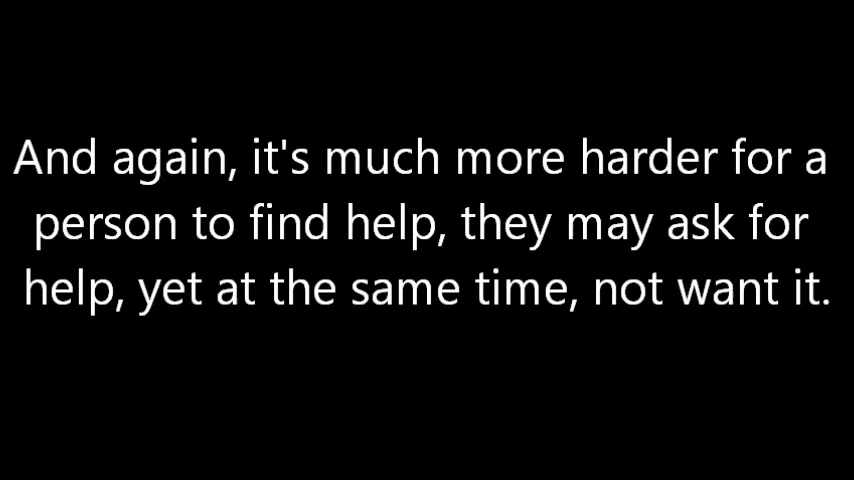 And again, it's much more harder for a
person to find help, they may ask for
help, yet at the same time, not want it.